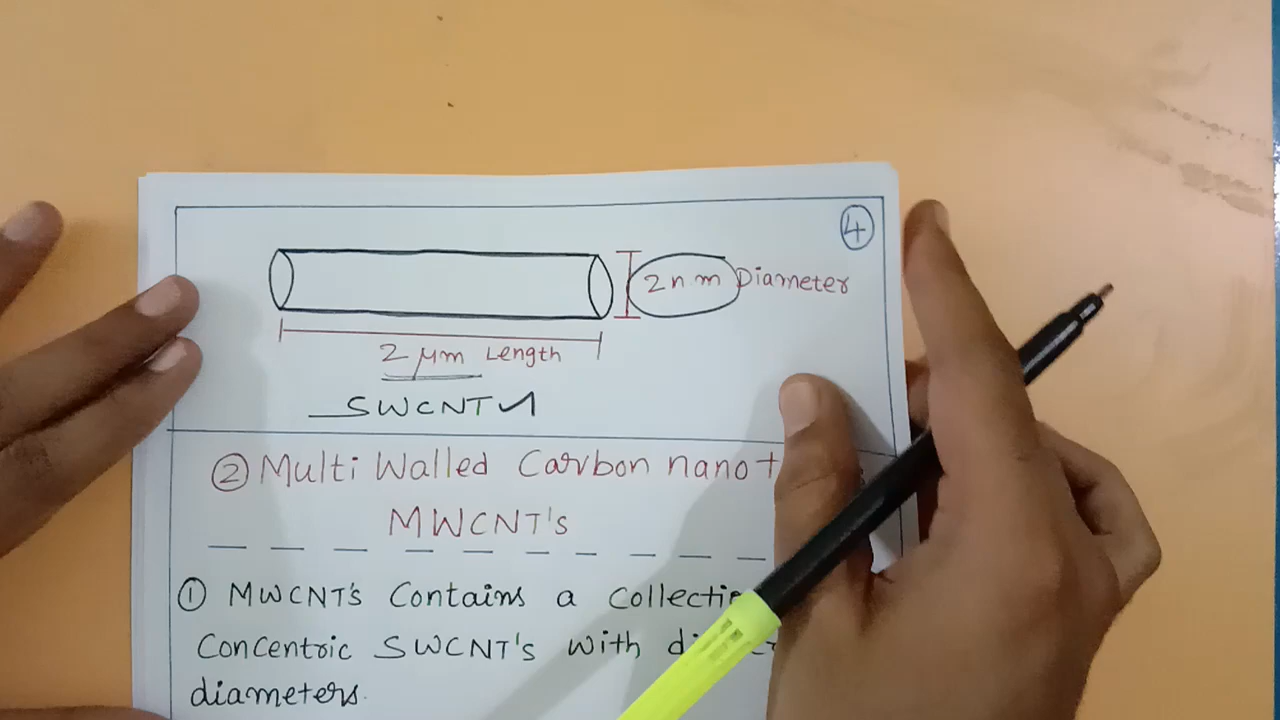 4
2 nm Diameter
2 μm Length
SWCNT
② Multi Walled Carbon nano
MWCNT's
① MWCNT's Contains a
Concentric SWCNT's with
diameters.